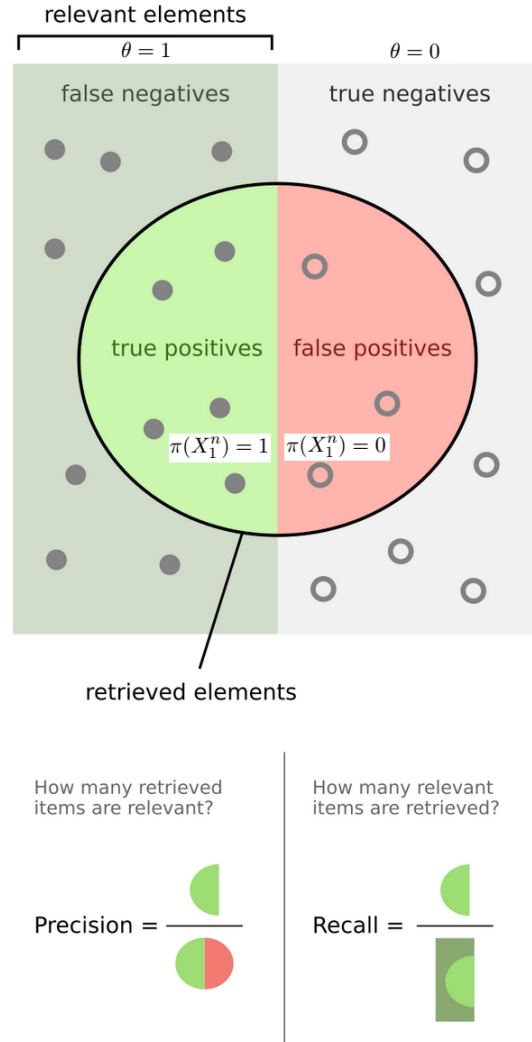 relevant elements
θ = 1
θ = 0
false negatives
true negatives
true positives
false positives
π(X₁ⁿ) = 1
π(X₁ⁿ) = 0
retrieved elements
How many retrieved
items are relevant?
Precision =
How many relevant
items are retrieved?
Recall =